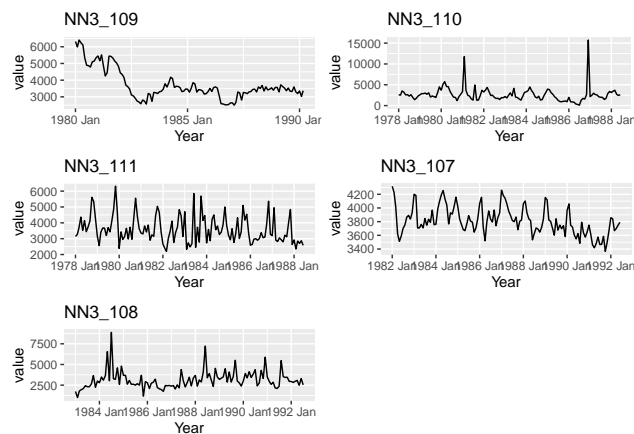 NN3_109
value
6000
5000
4000
3000
1980 Jan 1985 Jan 1990 Jan
Year
NN3_110
value
15000
10000
5000
0
1978 Jan 1980 Jan 1982 Jan 1984 Jan 1986 Jan 1988 Jan
Year
NN3_111
value
6000
5000
4000
3000
2000
1978 Jan 1980 Jan 1982 Jan 1984 Jan 1986 Jan 1988 Jan
Year
NN3_107
value
4200
4000
3800
3600
3400
1982 Jan 1984 Jan 1986 Jan 1988 Jan 1990 Jan 1992 Jan
Year
NN3_108
value
7500
5000
2500
1984 Jan 1986 Jan 1988 Jan 1990 Jan 1992 Jan
Year